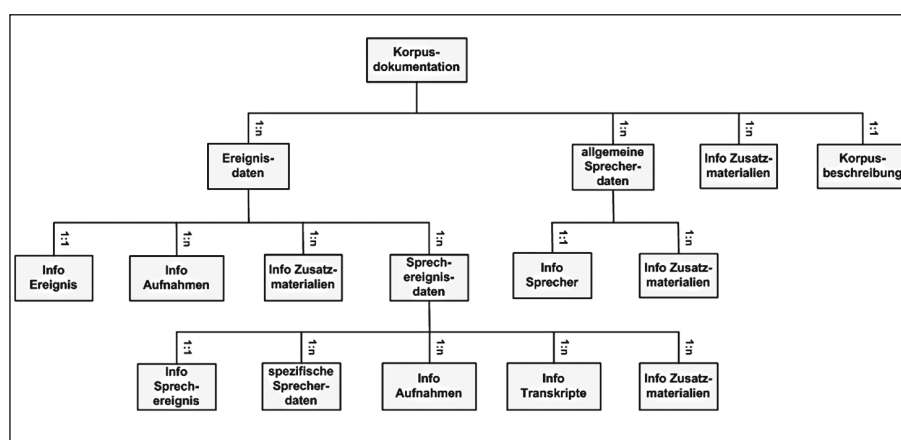 Korpus-
dokumentation
1:n
1:n
1:n
1:1
Ereignis-
daten
allgemeine
Sprecher-
daten
Info Zusatz-
materialien
Korpus-
beschreibung
1:1
1:n
1:n
1:n
1:1
1:n
Info
Ereignis
Info
Aufnahmen
Info Zusatz-
materialien
Sprech-
ereignis-
daten
Info
Sprecher
Info Zusatz-
materialien
1:1
1:n
1:n
1:n
1:n
Info
Sprech-
ereignis
spezifische
Sprecher-
daten
Info
Aufnahmen
Info
Transkripte
Info Zusatz-
materialien